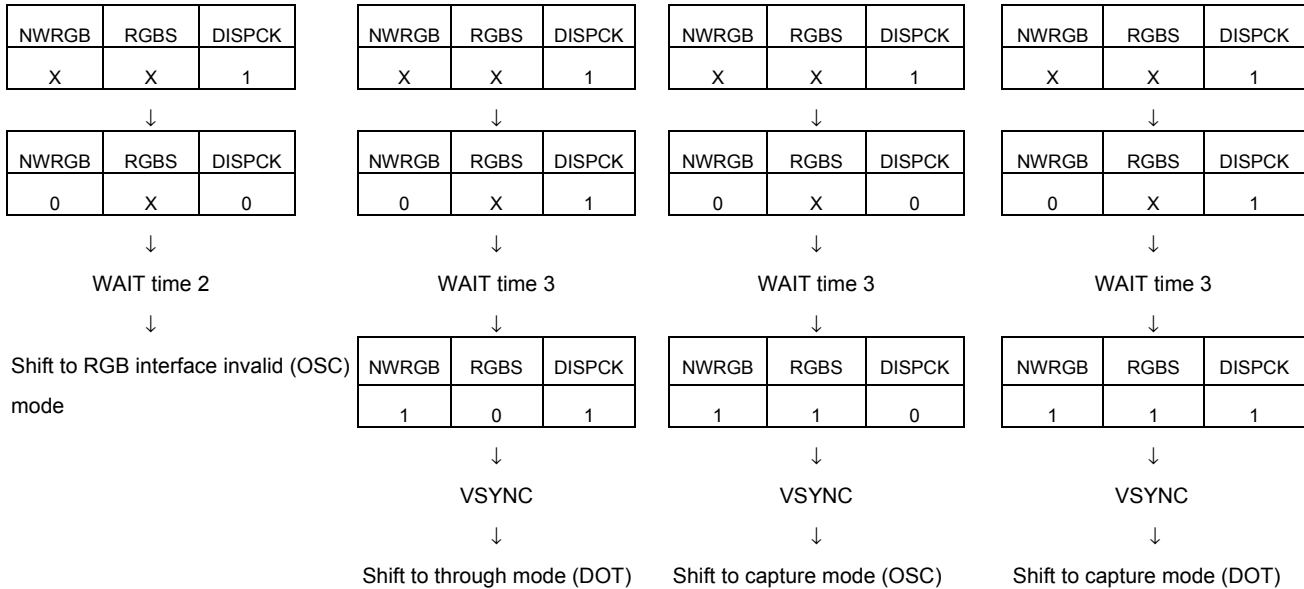 NWRGB RGBS DISPCK NWRGB RGBS DISPCK NWRGB RGBS DISPCK NWRGB RGBS DISPCK
X X 1 X X 1 X X 1 X X 1
↓ ↓ ↓ ↓
NWRGB RGBS DISPCK NWRGB RGBS DISPCK NWRGB RGBS DISPCK NWRGB RGBS DISPCK
0 X 0 0 X 1 0 X 0 0 X 1
↓ ↓ ↓ ↓
WAIT time 2 WAIT time 3 WAIT time 3 WAIT time 3
↓ ↓ ↓ ↓
Shift to RGB interface invalid (OSC) NWRGB RGBS DISPCK NWRGB RGBS DISPCK NWRGB RGBS DISPCK
mode 1 0 1 1 1 0 1 1 1
↓ ↓ ↓
VSYNC VSYNC VSYNC
↓ ↓ ↓
Shift to through mode (DOT) Shift to capture mode (OSC) Shift to capture mode (DOT)